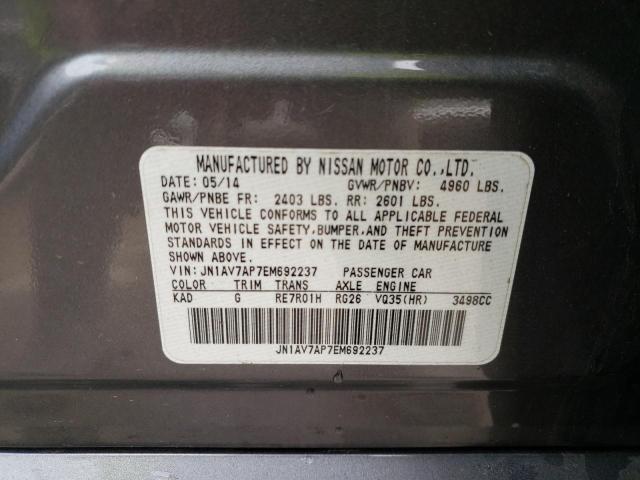 MANUFACTURED BY NISSAN MOTOR CO.,LTD.
DATE: 05/14 GVWR/PNBV: 4960 LBS.
GAWR/PNBE FR: 2403 LBS. RR: 2601 LBS.
THIS VEHICLE CONFORMS TO ALL APPLICABLE FEDERAL
MOTOR VEHICLE SAFETY, BUMPER, AND THEFT PREVENTION
STANDARDS IN EFFECT ON THE DATE OF MANUFACTURE
SHOWN ABOVE.
VIN: JN1AV7AP7EM692237 PASSENGER CAR
COLOR TRIM TRANS AXLE ENGINE
KAD G RE7R01H RG26 VQ35(HR) 3498CC
JN1AV7AP7EM692237